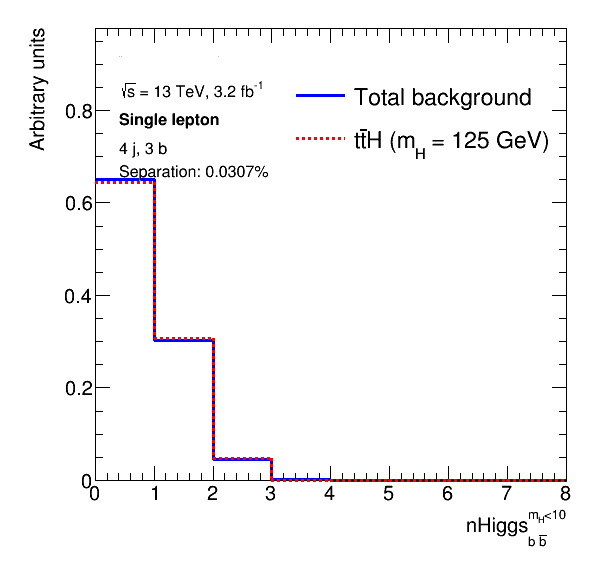 Arbitrary units
√s = 13 TeV, 3.2 fb⁻¹
Single lepton
4 j, 3 b
Separation: 0.0307%
Total background
tt̄H (m_H = 125 GeV)
0.8
0.6
0.4
0.2
0
0 1 2 3 4 5 6 7 8
nHiggs_{b b̄}^{m_H<10}